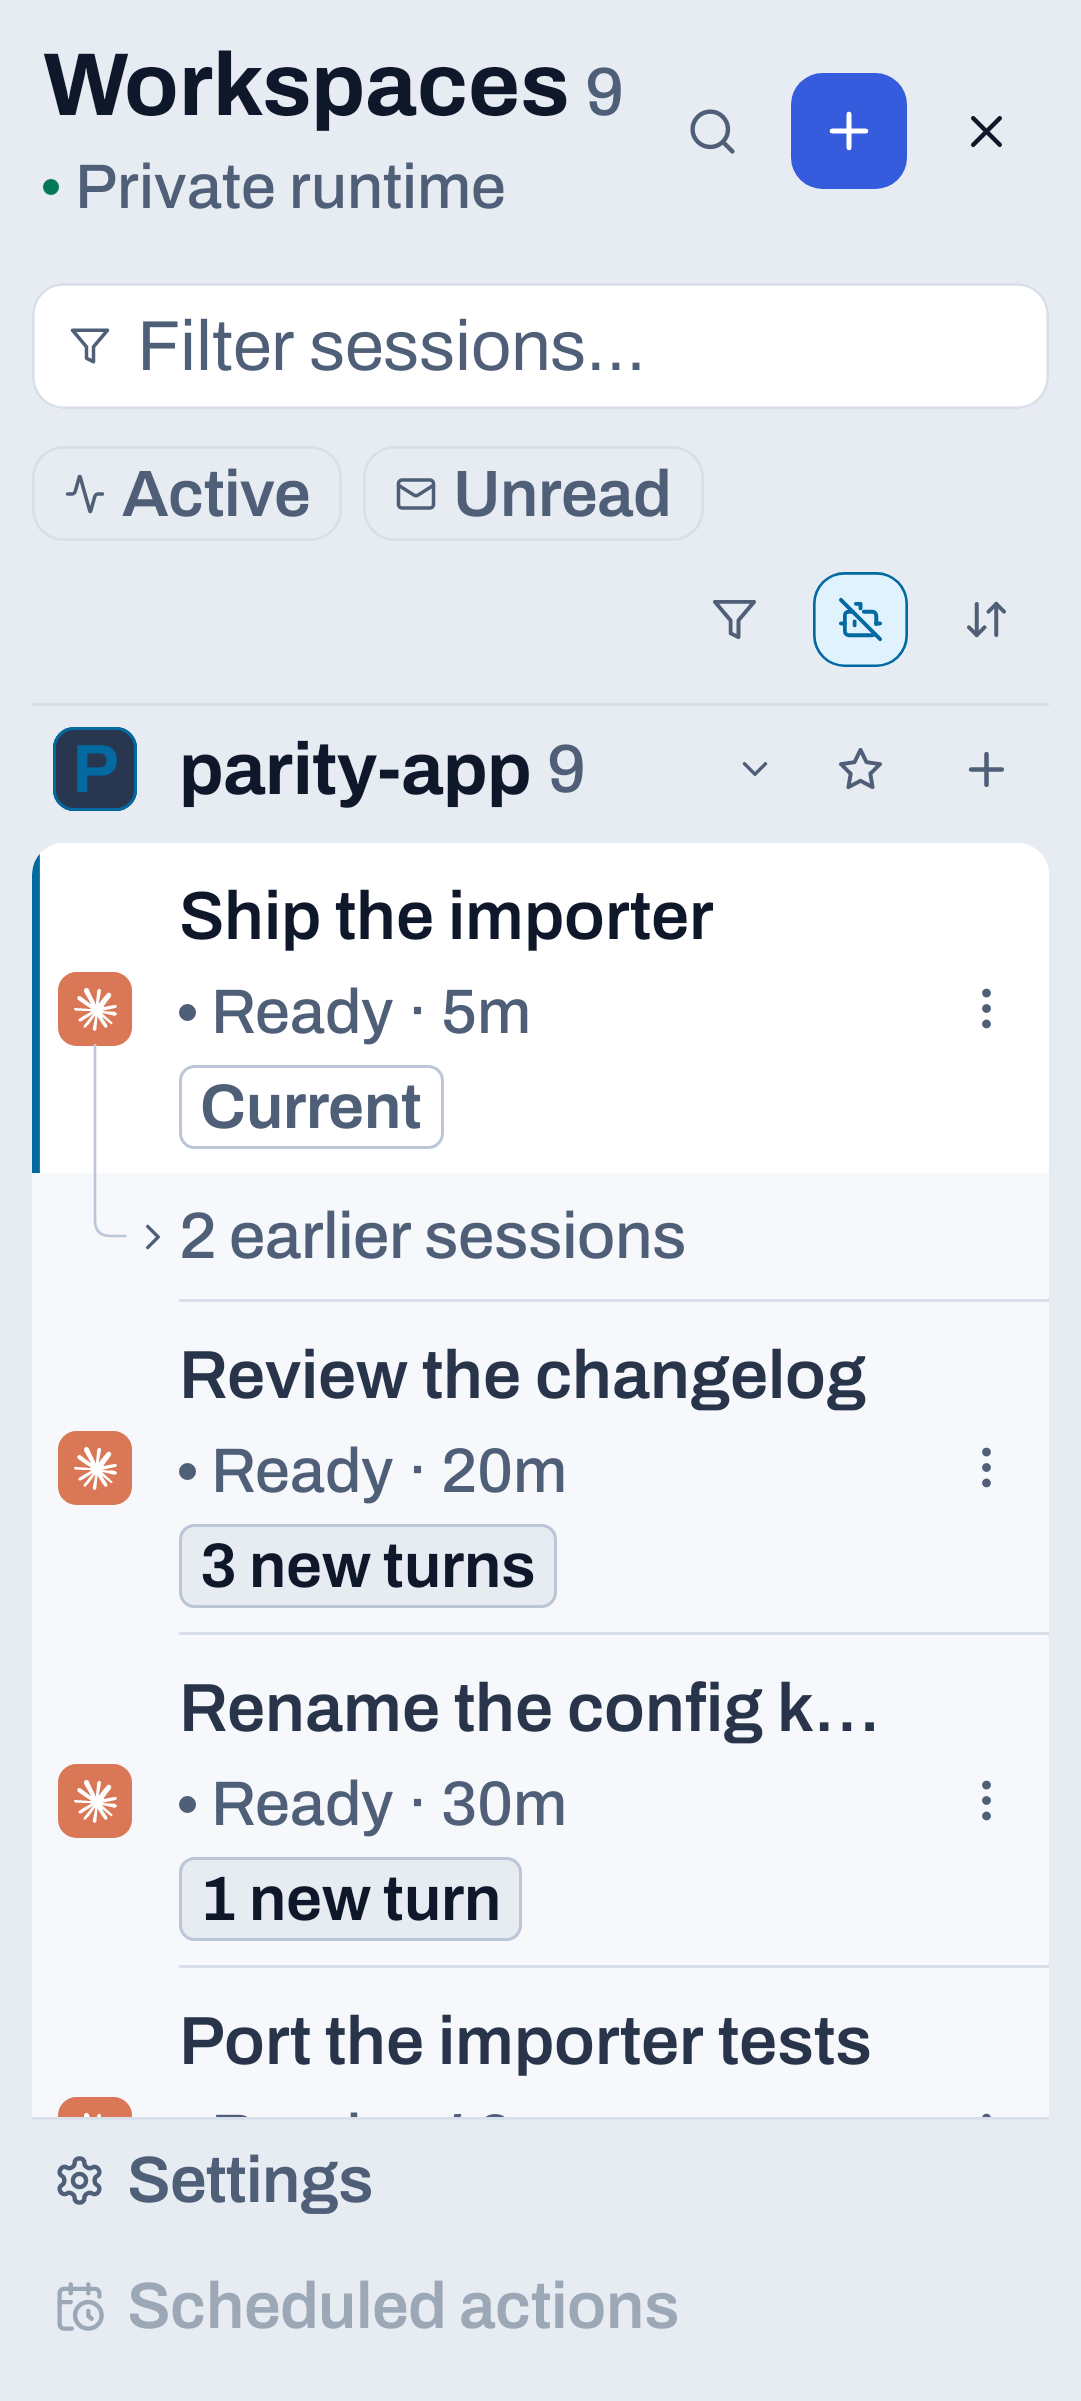 Workspaces 9
• Private runtime
Filter sessions...
Active
Unread
P
parity-app 9
Ship the importer
• Ready · 5m
Current
2 earlier sessions
Review the changelog
• Ready · 20m
3 new turns
Rename the config k...
• Ready · 30m
1 new turn
Port the importer tests
Settings
Scheduled actions